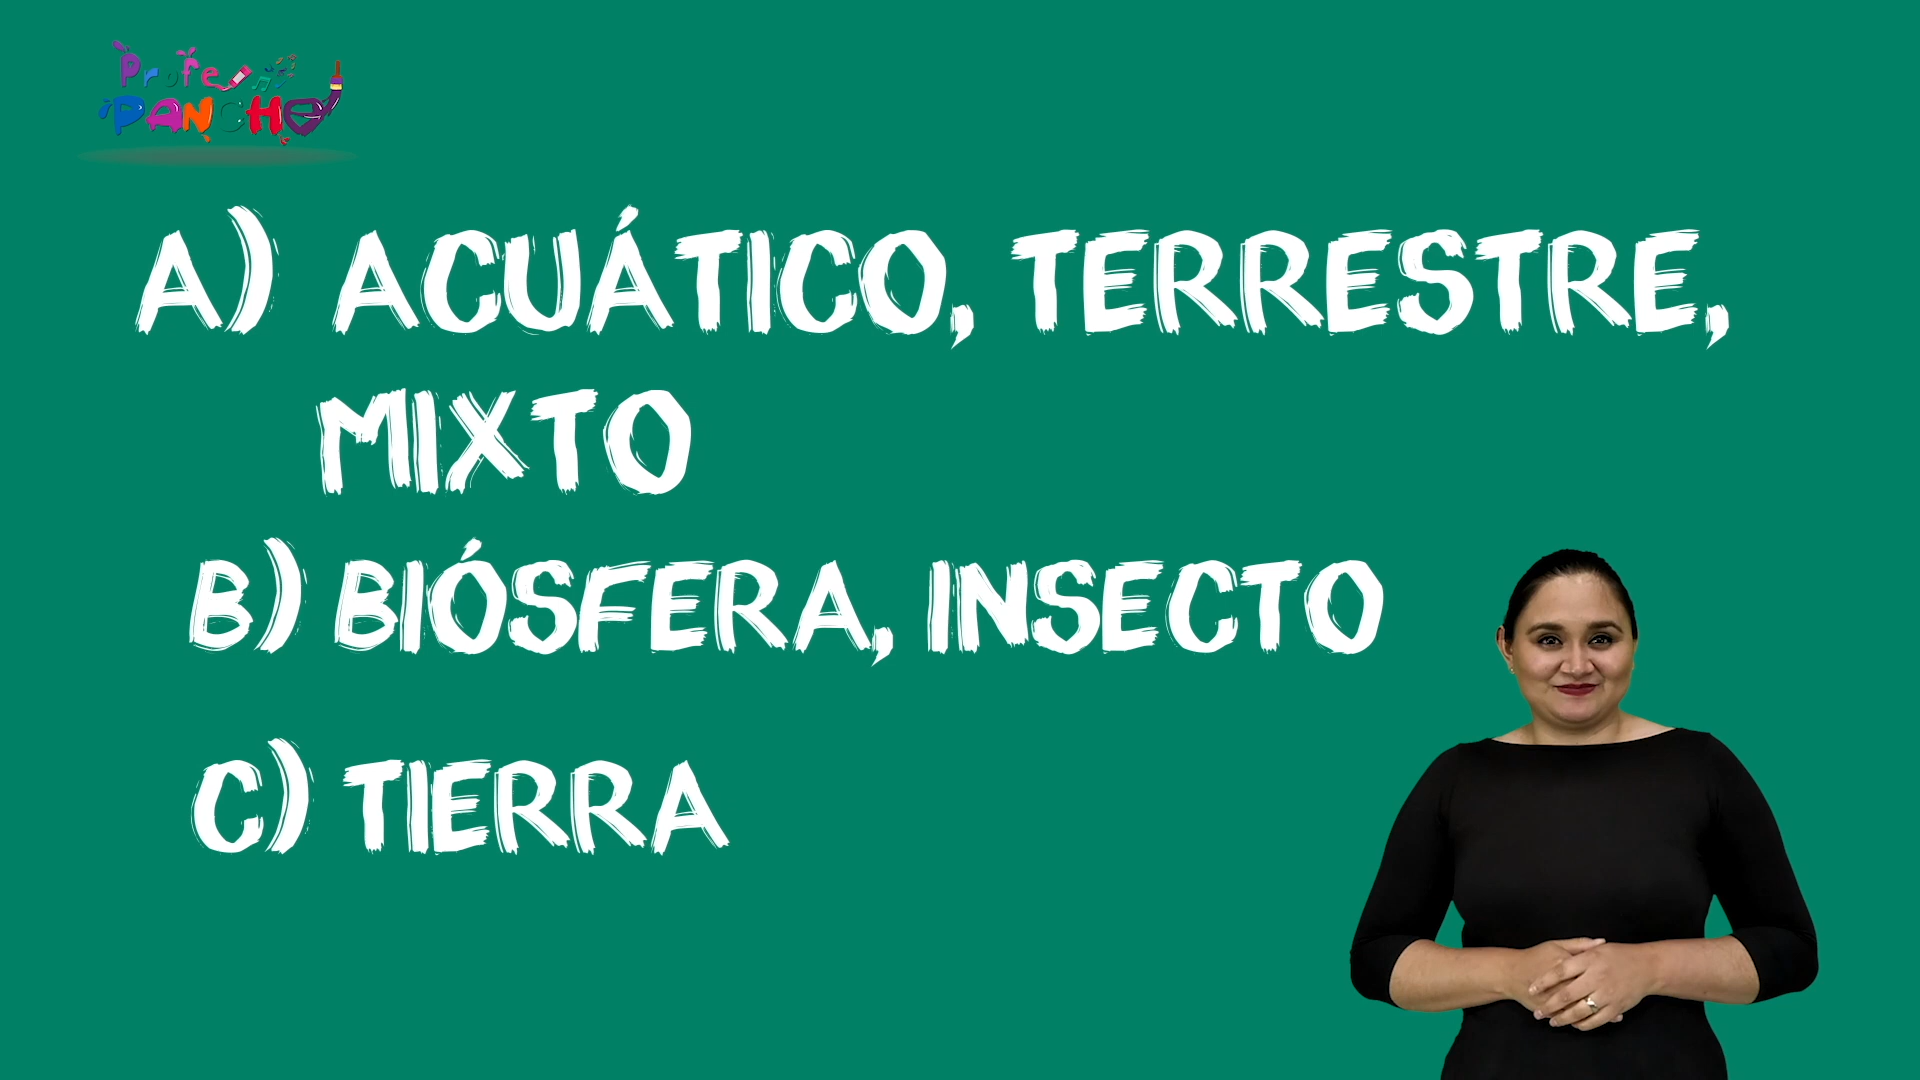 Profe
PANCHO
A) ACUÁTICO, TERRESTRE,
MIXTO
B) BIÓSFERA, INSECTO
C) TIERRA